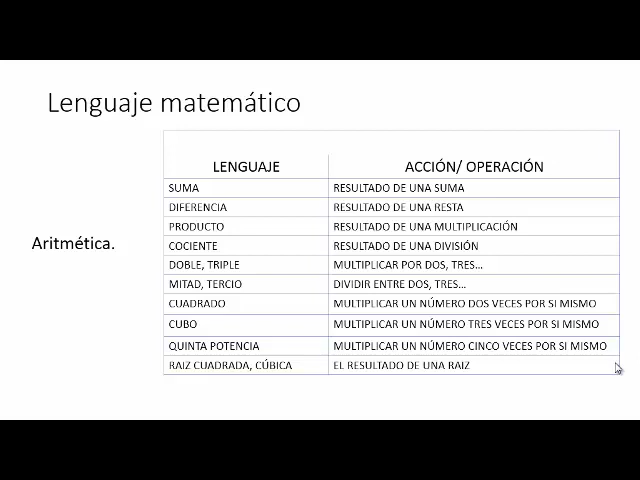 Lenguaje matemático
LENGUAJE ACCIÓN/ OPERACIÓN
SUMA RESULTADO DE UNA SUMA
DIFERENCIA RESULTADO DE UNA RESTA
PRODUCTO RESULTADO DE UNA MULTIPLICACIÓN
Aritmética.
COCIENTE RESULTADO DE UNA DIVISIÓN
DOBLE, TRIPLE MULTIPLICAR POR DOS, TRES...
MITAD, TERCIO DIVIDIR ENTRE DOS, TRES...
CUADRADO MULTIPLICAR UN NÚMERO DOS VECES POR SI MISMO
CUBO MULTIPLICAR UN NÚMERO TRES VECES POR SI MISMO
QUINTA POTENCIA MULTIPLICAR UN NÚMERO CINCO VECES POR SI MISMO
RAIZ CUADRADA, CÚBICA EL RESULTADO DE UNA RAIZ